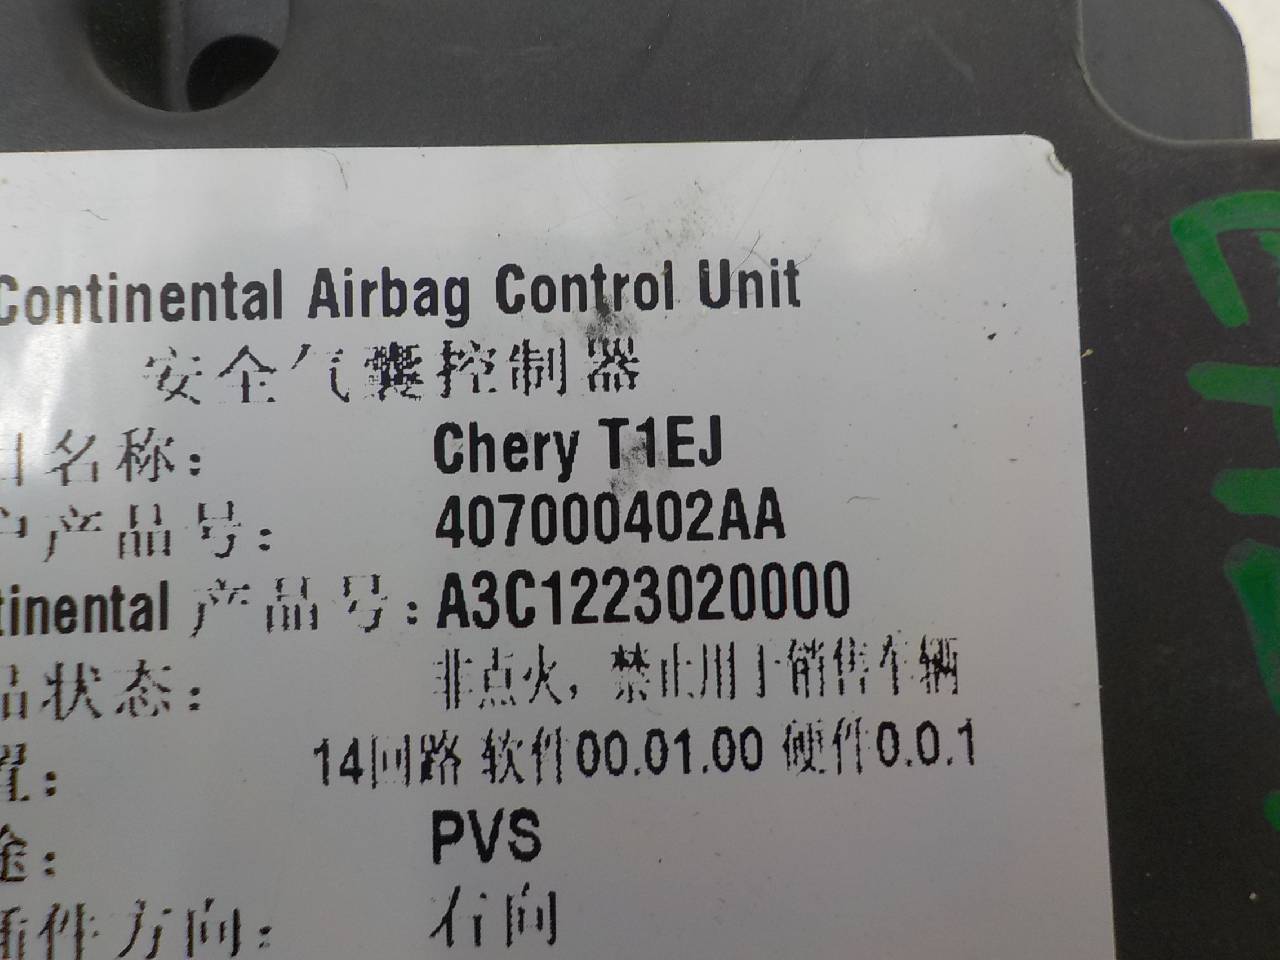 Continental Airbag Control Unit
安全气囊控制器
目名称: Chery T1EJ
户产品号: 407000402AA
tinental 产品号: A3C1223020000
品状态: 非点火, 禁止用于销售车辆
置: 14回路 软件00.01.00 硬件0.0.1
途: PVS
插件方向: 右向